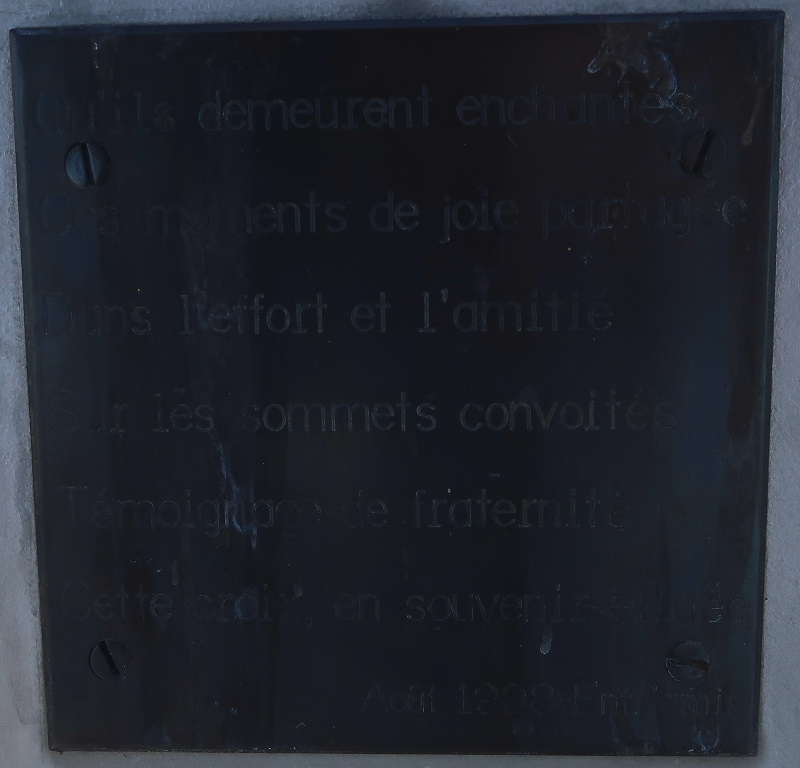 Qu'ils demeurent enchantés
Ces moments de joie partagée
Dans l'effort et l'amitié
Sur les sommets convoités
Témoignage de fraternité
Cette croix, en souvenir
Août